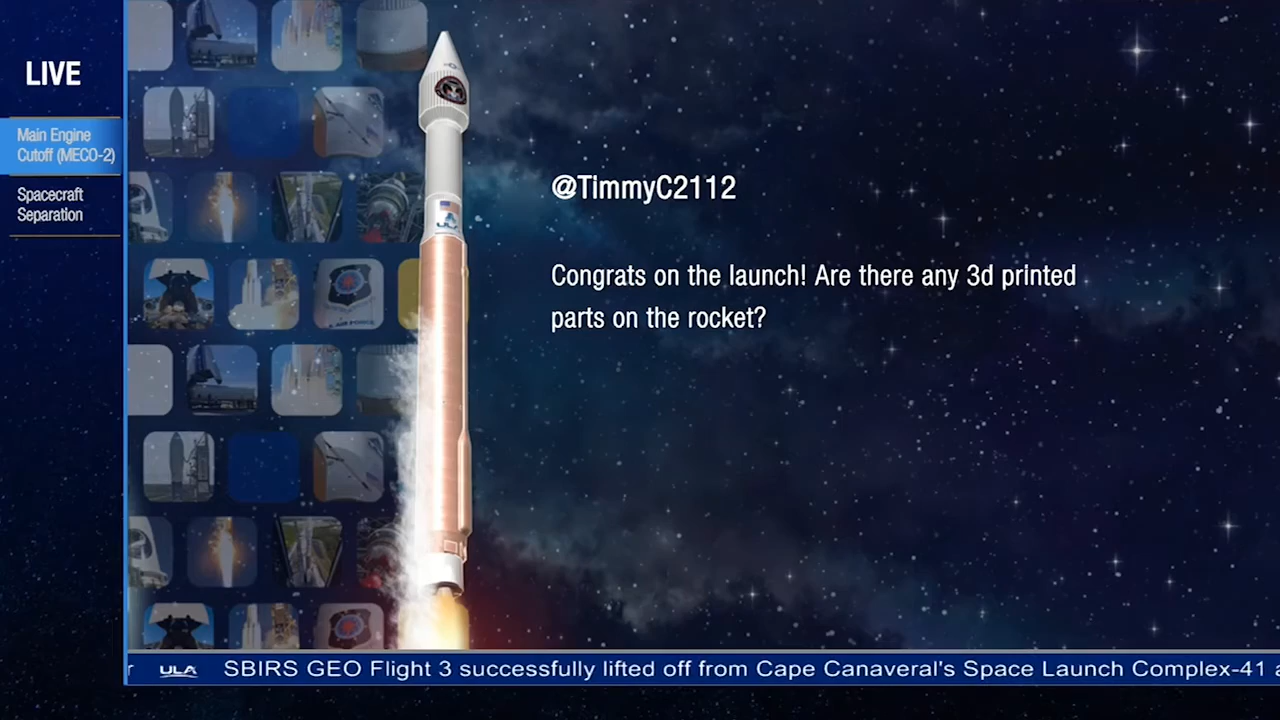 LIVE
Main Engine
Cutoff (MECO-2)
Spacecraft
Separation
@TimmyC2112
Congrats on the launch! Are there any 3d printed
parts on the rocket?
ULA
SBIRS GEO Flight 3 successfully lifted off from Cape Canaveral's Space Launch Complex-41